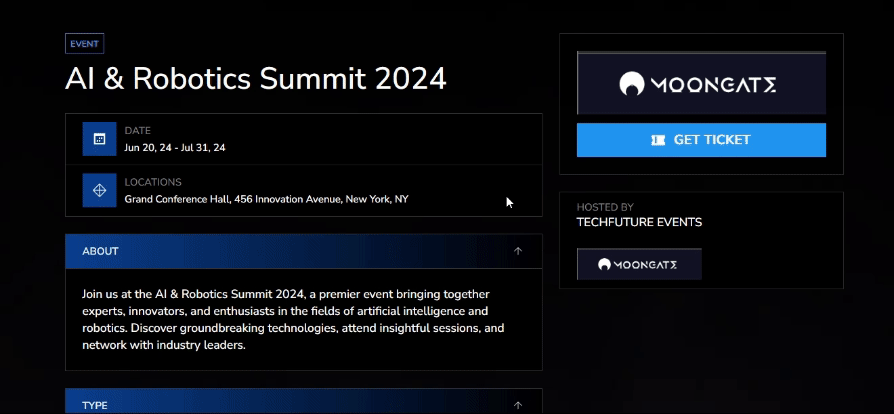 EVENT
AI & Robotics Summit 2024
DATE
Jun 20, 24 - Jul 31, 24
LOCATIONS
Grand Conference Hall, 456 Innovation Avenue, New York, NY
ABOUT
Join us at the AI & Robotics Summit 2024, a premier event bringing together
experts, innovators, and enthusiasts in the fields of artificial intelligence and
robotics. Discover groundbreaking technologies, attend insightful sessions, and
network with industry leaders.
TYPE
MOONGATE
GET TICKET
HOSTED BY
TECHFUTURE EVENTS
MOONGATE